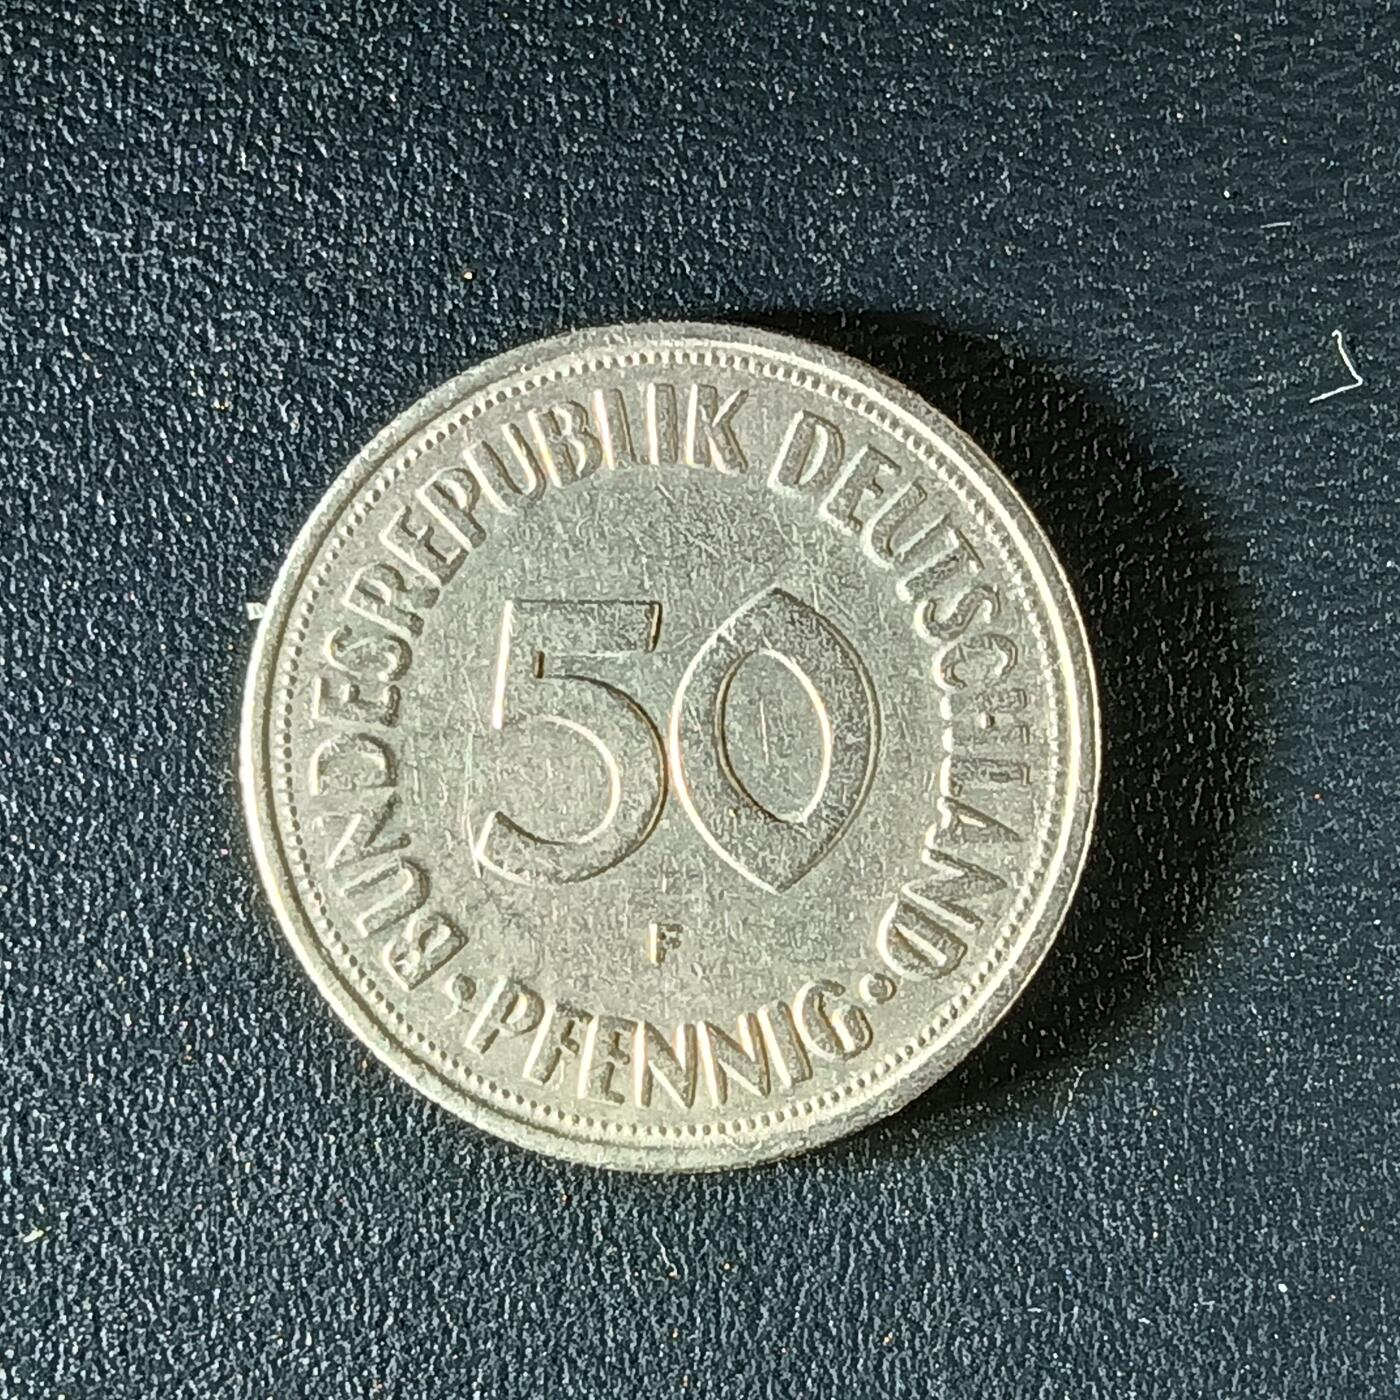 BUNDESREPUBLIK DEUTSCHLAND
50
F
· PFENNIG ·